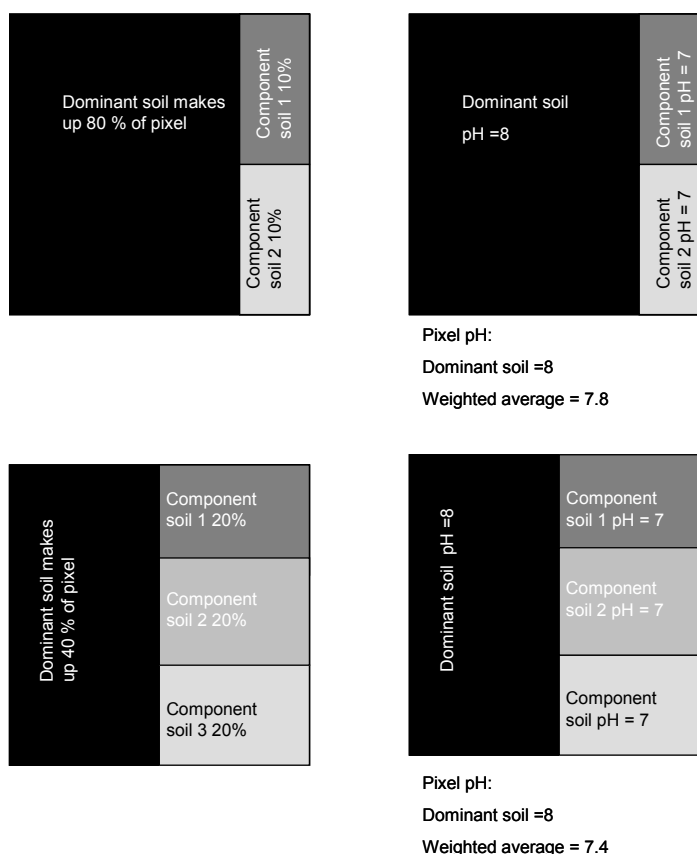 Dominant soil makes
up 80 % of pixel
Component
soil 1 10%
Component
soil 2 10%
Dominant soil
pH =8
Component
soil 1 pH = 7
Component
soil 2 pH = 7
Pixel pH:
Dominant soil =8
Weighted average = 7.8
Dominant soil makes
up 40 % of pixel
Component
soil 1 20%
Component
soil 2 20%
Component
soil 3 20%
Dominant soil pH =8
Component
soil 1 pH = 7
Component
soil 2 pH = 7
Component
soil pH = 7
Pixel pH:
Dominant soil =8
Weighted average = 7.4